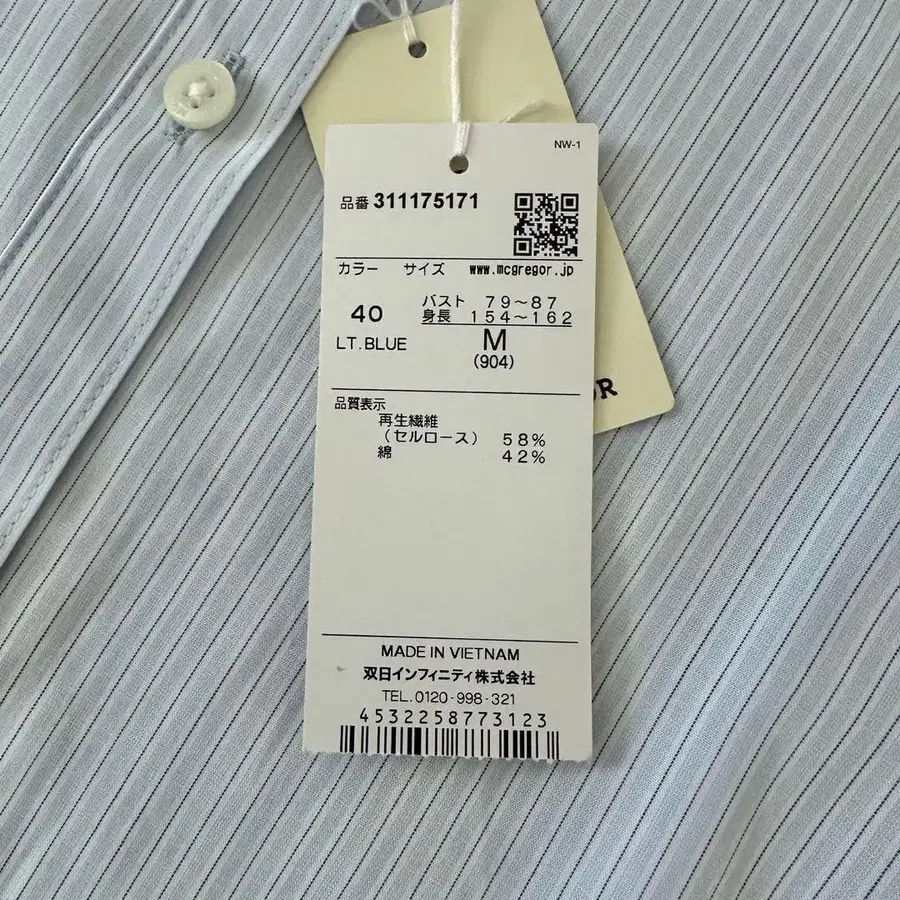 NW-1
品番 311175171
カラー サイズ www.mcgregor.jp
バスト 79～87
40 身長 154～162
LT.BLUE M
(904)
品質表示
再生繊維
(セルロース) 58%
綿 42%
MADE IN VIETNAM
双日インフィニティ株式会社
TEL.0120-998-321
4532258773123
OR